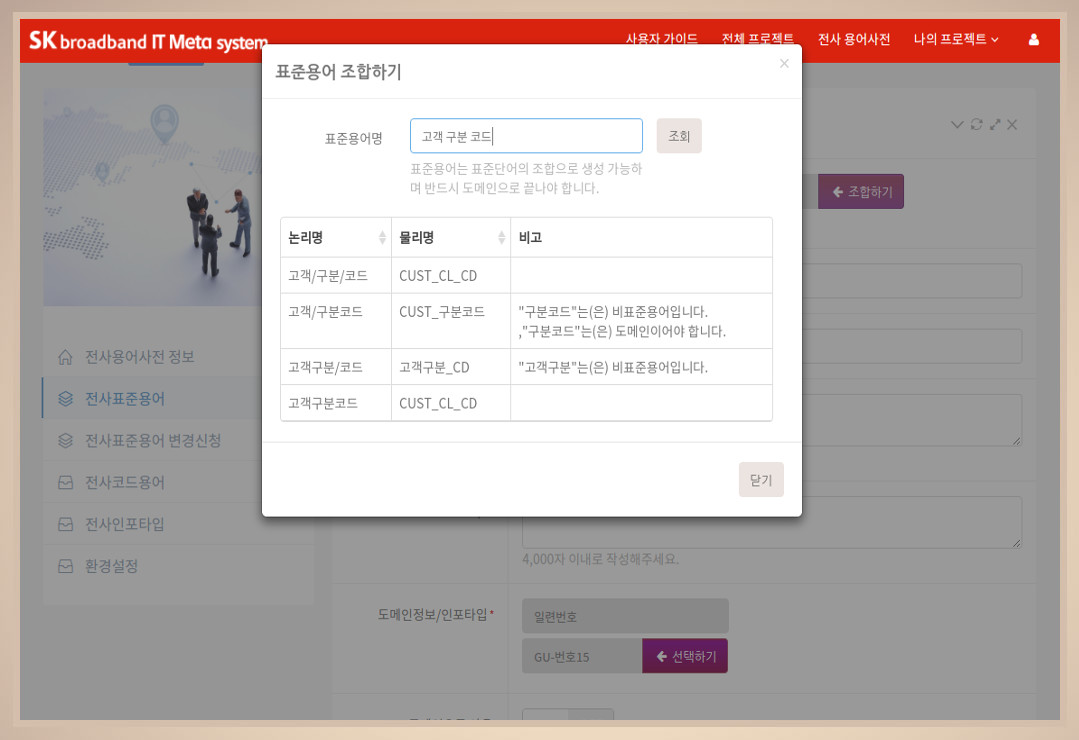 SK broadband IT Meta system
사용자 가이드 전체 프로젝트 전사 용어사전 나의 프로젝트
표준용어 조합하기
×
표준용어명 고객 구분 코드 조회
표준용어는 표준단어의 조합으로 생성 가능하
며 반드시 도메인으로 끝나야 합니다.
조합하기
논리명 물리명 비고
고객/구분/코드 CUST_CL_CD
고객/구분코드 CUST_구분코드 "구분코드"는(은) 비표준용어입니다.
,"구분코드"는(은) 도메인이어야 합니다.
고객구분/코드 고객구분_CD "고객구분"는(은) 비표준용어입니다.
고객구분코드 CUST_CL_CD
닫기
전사용어사전 정보
전사표준용어
전사표준용어 변경신청
전사코드용어
전사인포타입
환경설정
4,000자 이내로 작성해주세요.
도메인정보/인포타입 * 일련번호
GU-번호15 선택하기